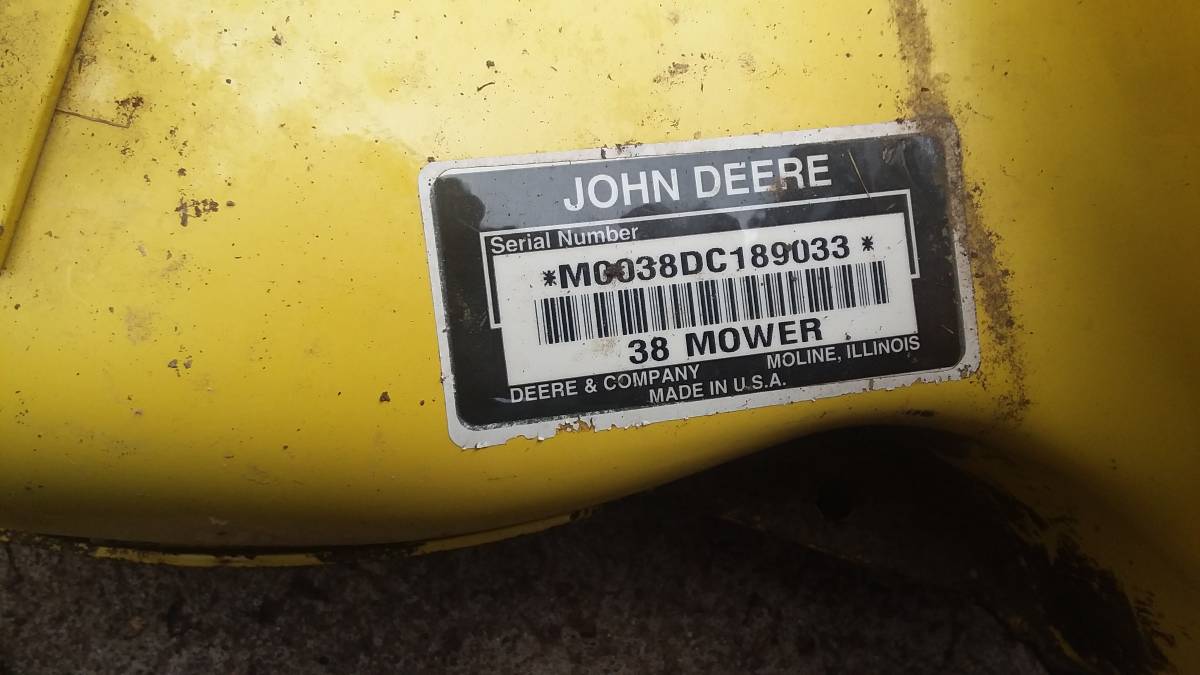 JOHN DEERE
Serial Number
*M0038DC189033*
38 MOWER
DEERE & COMPANY MOLINE, ILLINOIS
MADE IN U.S.A.